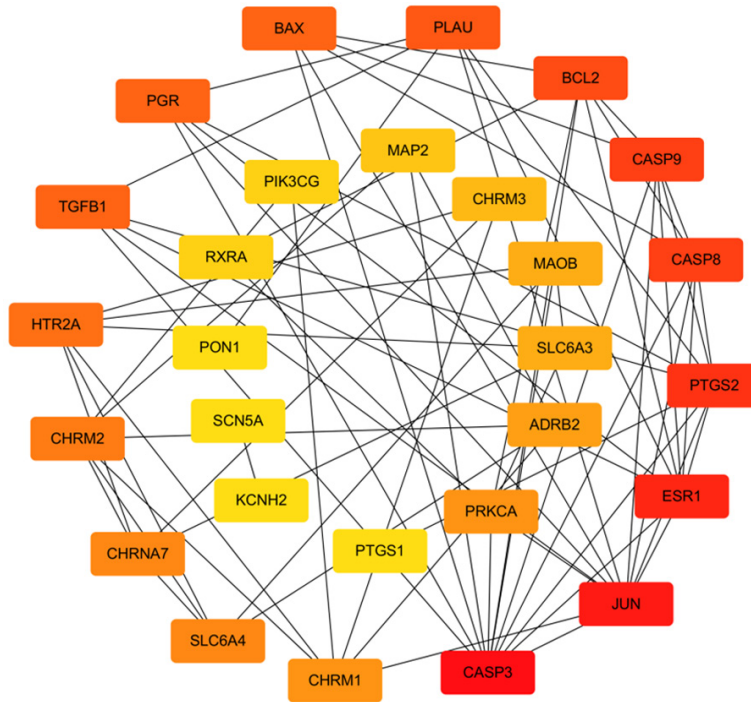 BAX
PLAU
BCL2
PGR
MAP2
CASP9
PIK3CG
CHRM3
TGFB1
RXRA
MAOB
CASP8
HTR2A
PON1
SLC6A3
PTGS2
CHRM2
SCN5A
ADRB2
KCNH2
ESR1
PRKCA
CHRNA7
PTGS1
JUN
SLC6A4
CHRM1
CASP3